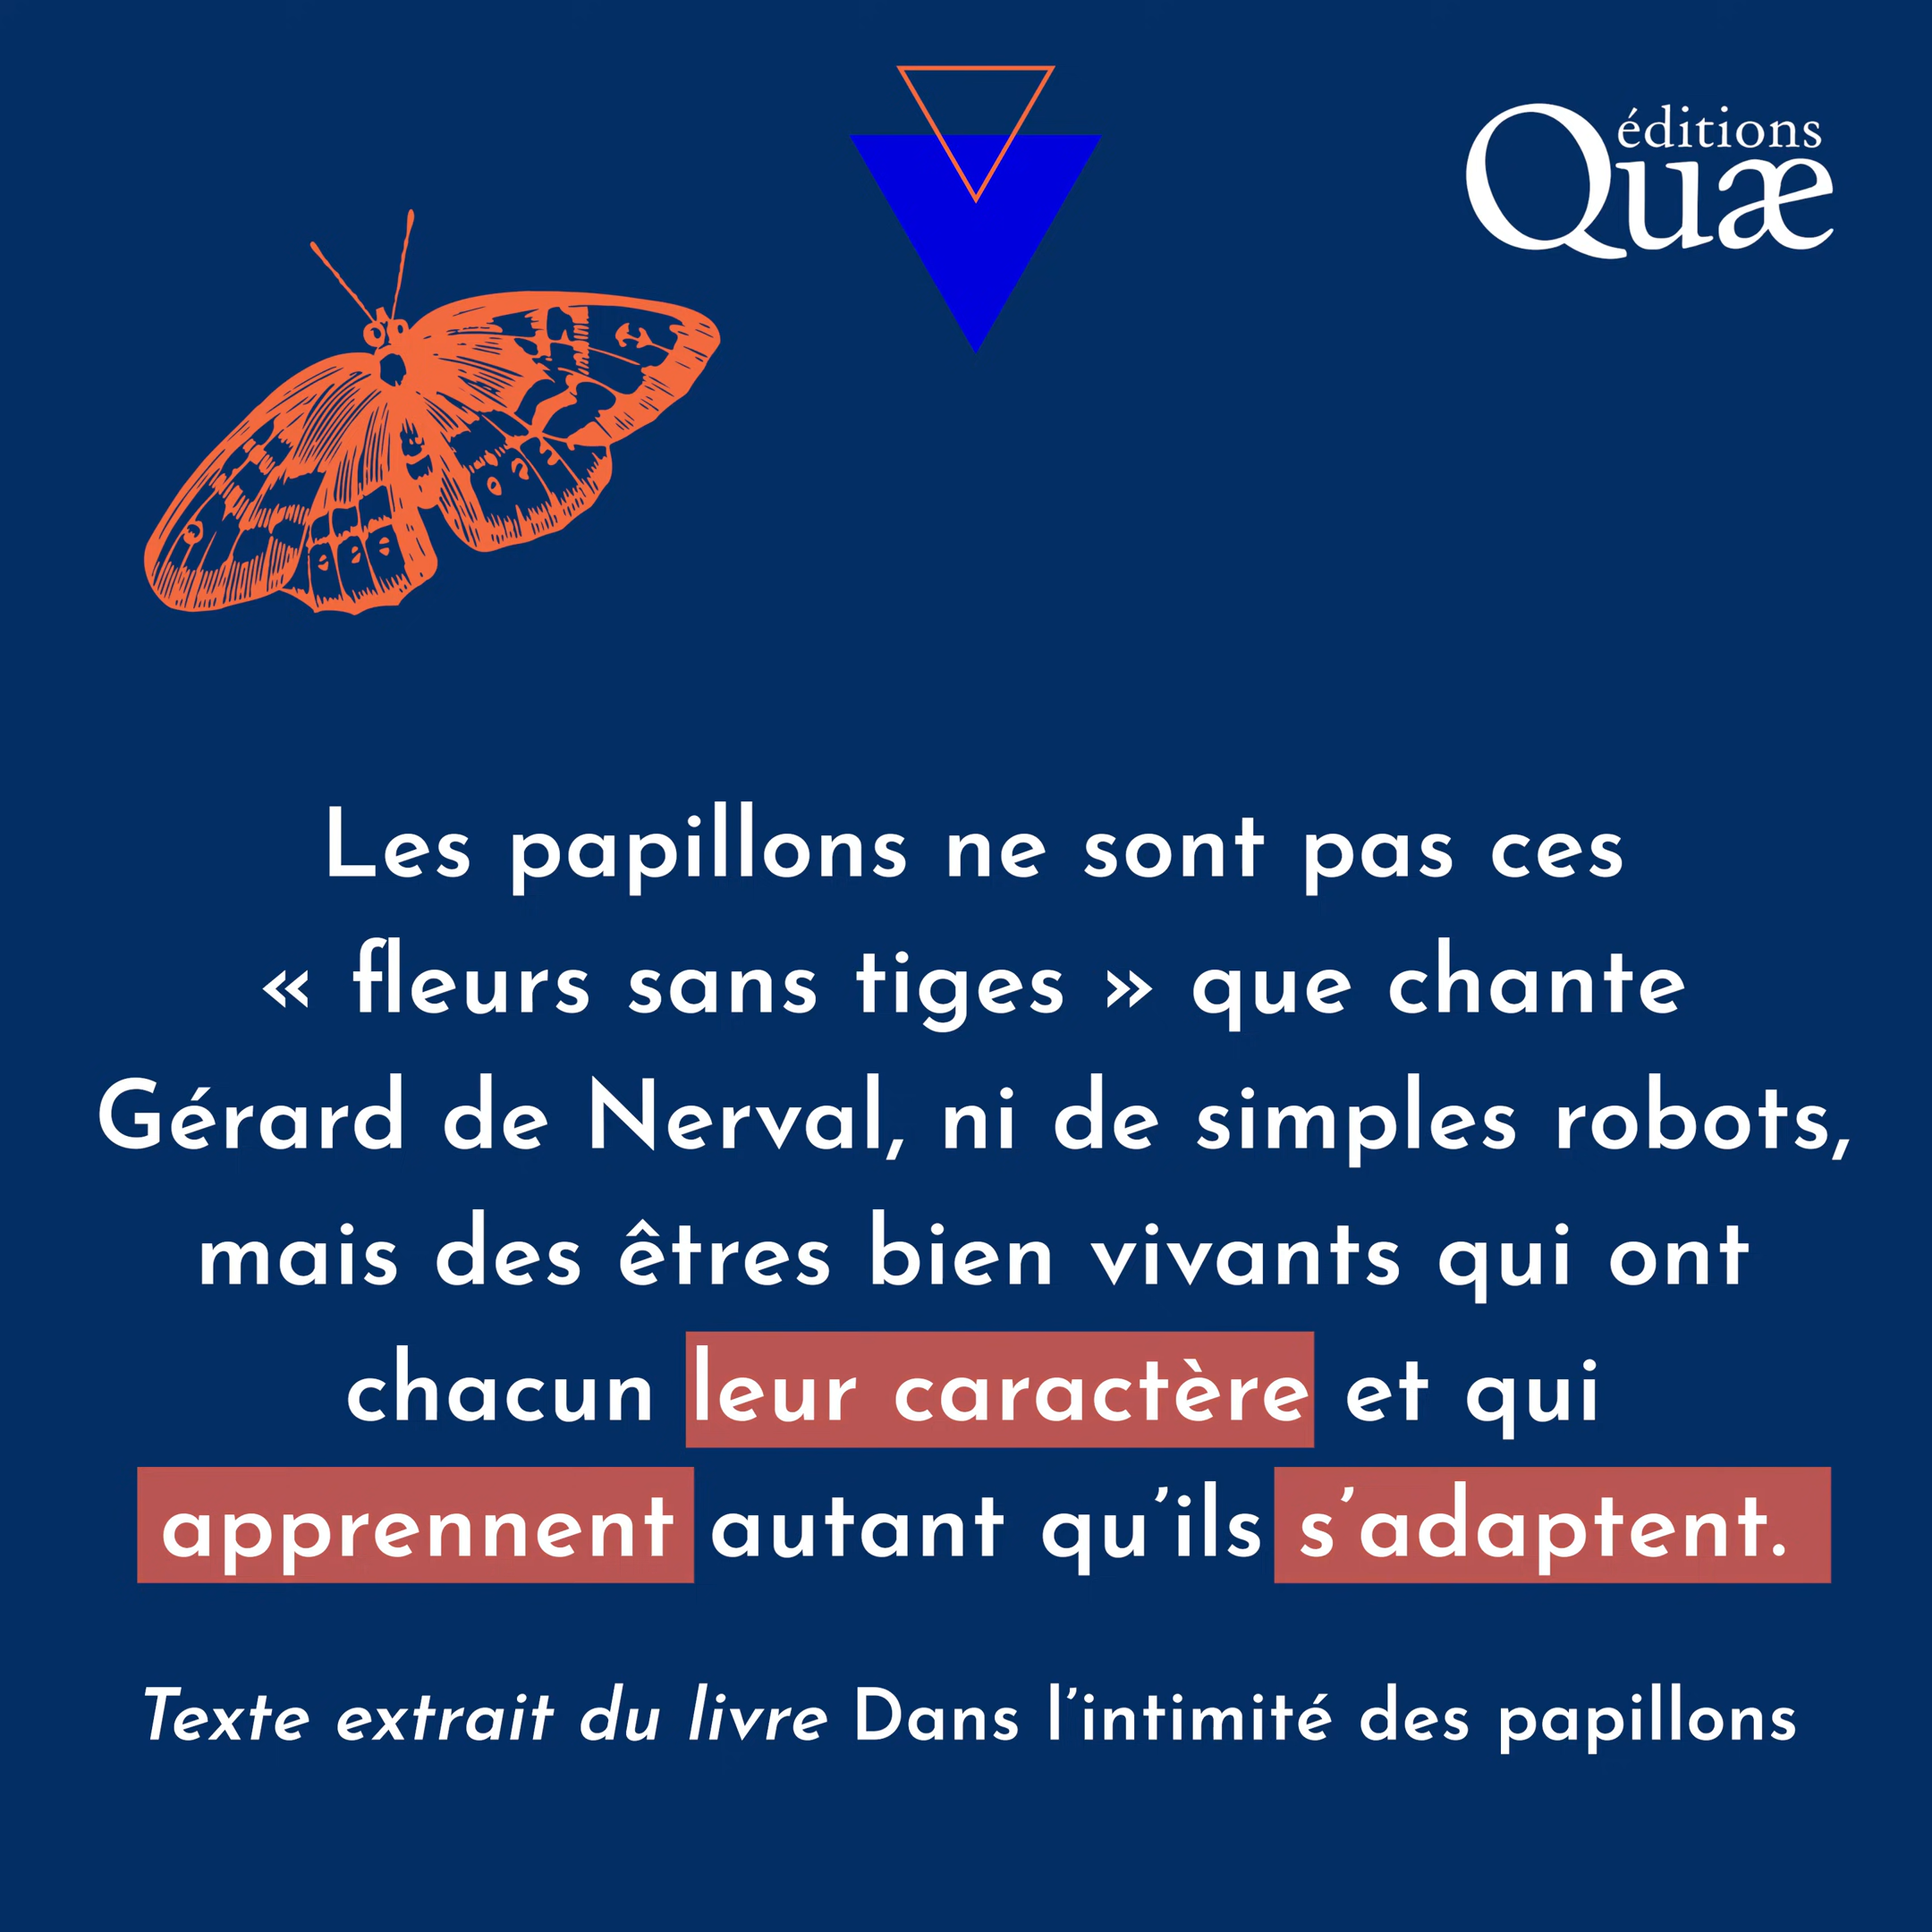 éditions
Quæ
Les papillons ne sont pas ces
« fleurs sans tiges » que chante
Gérard de Nerval, ni de simples robots,
mais des êtres bien vivants qui ont
chacun leur caractère et qui
apprennent autant qu’ils s’adaptent.
Texte extrait du livre Dans l’intimité des papillons